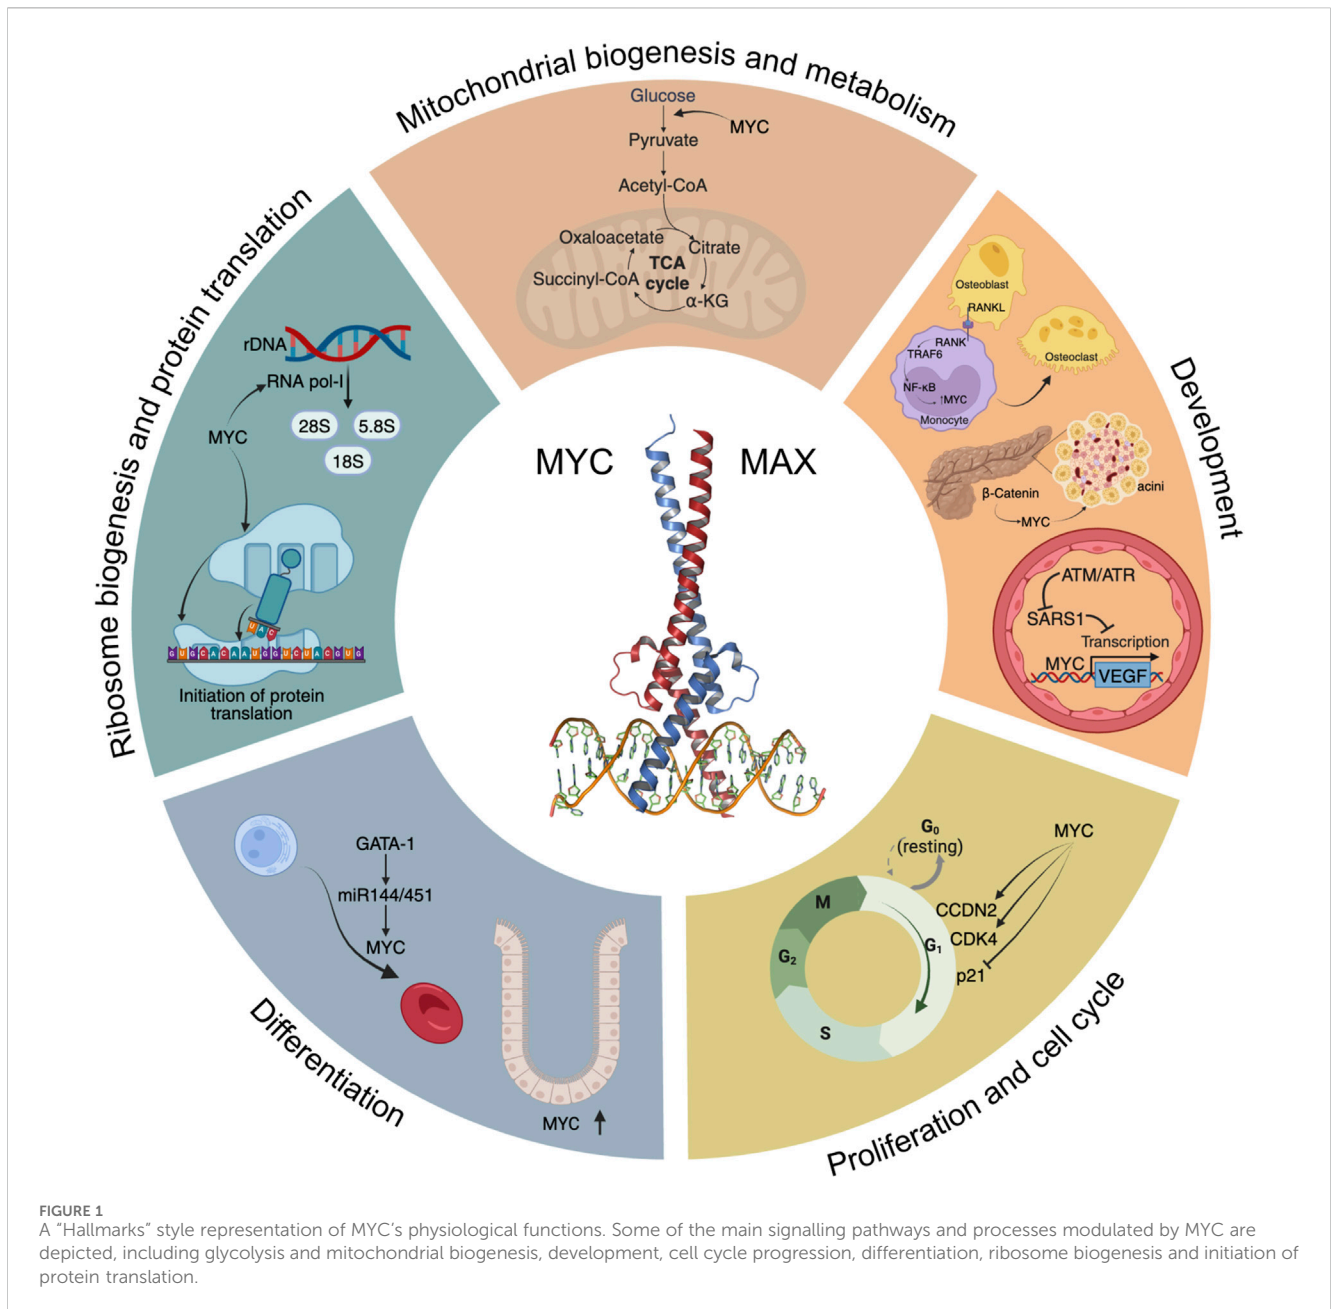 Mitochondrial biogenesis and metabolism
Glucose
MYC
Pyruvate
Acetyl-CoA
Oxaloacetate
Citrate
TCA
cycle
Succinyl-CoA
α-KG
Development
Osteoblast
RANKL
RANK
TRAF6
NF-κB
↑MYC
Monocyte
Osteoclast
β-Catenin
MYC
acini
ATM/ATR
SARS1
Transcription
MYC
VEGF
Proliferation and cell cycle
G₀
(resting)
MYC
M
CCDN2
G₁
CDK4
G₂
p21
S
Differentiation
GATA-1
miR144/451
MYC
MYC ↑
Ribosome biogenesis and protein translation
rDNA
RNA pol-I
28S
5.8S
MYC
18S
U A C
G U G C A C A A U G G U C U A C G U G
Initiation of protein
translation
MYC
MAX
FIGURE 1
A “Hallmarks” style representation of MYC’s physiological functions. Some of the main signalling pathways and processes modulated by MYC are
depicted, including glycolysis and mitochondrial biogenesis, development, cell cycle progression, differentiation, ribosome biogenesis and initiation of
protein translation.